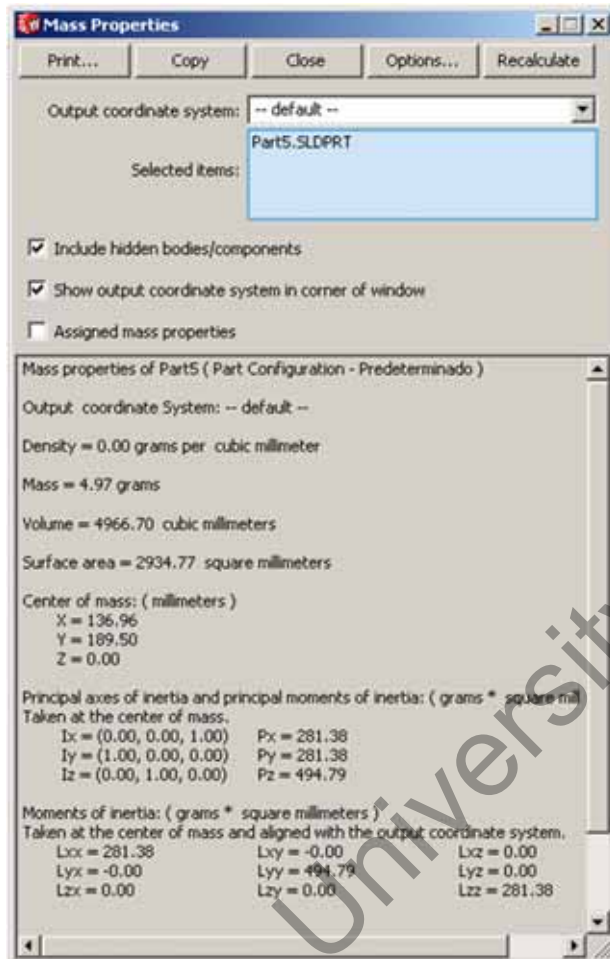 Mass Properties
Print... Copy Close Options... Recalculate
Output coordinate system: -- default --
Selected items: Part5.SLDPRT
Include hidden bodies/components
Show output coordinate system in corner of window
Assigned mass properties
Mass properties of Part5 ( Part Configuration - Predeterminado )
Output coordinate System: -- default --
Density = 0.00 grams per cubic millimeter
Mass = 4.97 grams
Volume = 4966.70 cubic millimeters
Surface area = 2934.77 square millimeters
Center of mass: ( millimeters )
X = 136.96
Y = 189.50
Z = 0.00
Principal axes of inertia and principal moments of inertia: ( grams * square mill
Taken at the center of mass.
Ix = (0.00, 0.00, 1.00) Px = 281.38
Iy = (1.00, 0.00, 0.00) Py = 281.38
Iz = (0.00, 1.00, 0.00) Pz = 494.79
Moments of inertia: ( grams * square millimeters )
Taken at the center of mass and aligned with the output coordinate system.
Lxx = 281.38 Lxy = -0.00 Lxz = 0.00
Lyx = -0.00 Lyy = 494.79 Lyz = 0.00
Lzx = 0.00 Lzy = 0.00 Lzz = 281.38
University